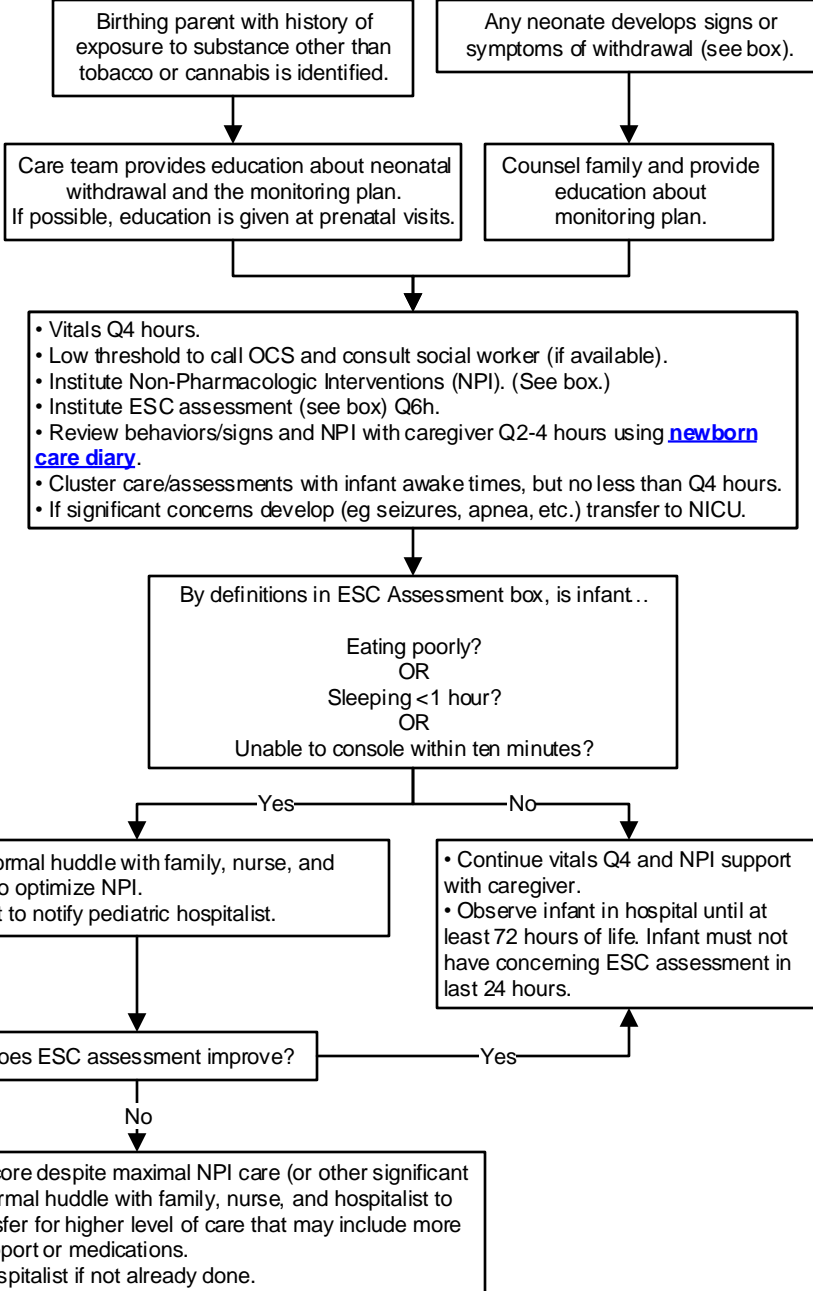 Birthing parent with history of
exposure to substance other than
tobacco or cannabis is identified.
Any neonate develops signs or
symptoms of withdrawal (see box).
Care team provides education about neonatal
withdrawal and the monitoring plan.
If possible, education is given at prenatal visits.
Counsel family and provide
education about
monitoring plan.
• Vitals Q4 hours.
• Low threshold to call OCS and consult social worker (if available).
• Institute Non-Pharmacologic Interventions (NPI). (See box.)
• Institute ESC assessment (see box) Q6h.
• Review behaviors/signs and NPI with caregiver Q2-4 hours using newborn
care diary.
• Cluster care/assessments with infant awake times, but no less than Q4 hours.
• If significant concerns develop (eg seizures, apnea, etc.) transfer to NICU.
By definitions in ESC Assessment box, is infant…
Eating poorly?
OR
Sleeping <1 hour?
OR
Unable to console within ten minutes?
Yes
No
ormal huddle with family, nurse, and
o optimize NPI.
t to notify pediatric hospitalist.
• Continue vitals Q4 and NPI support
with caregiver.
• Observe infant in hospital until at
least 72 hours of life. Infant must not
have concerning ESC assessment in
last 24 hours.
oes ESC assessment improve?
Yes
No
core despite maximal NPI care (or other significant
rmal huddle with family, nurse, and hospitalist to
sfer for higher level of care that may include more
port or medications.
spitalist if not already done.